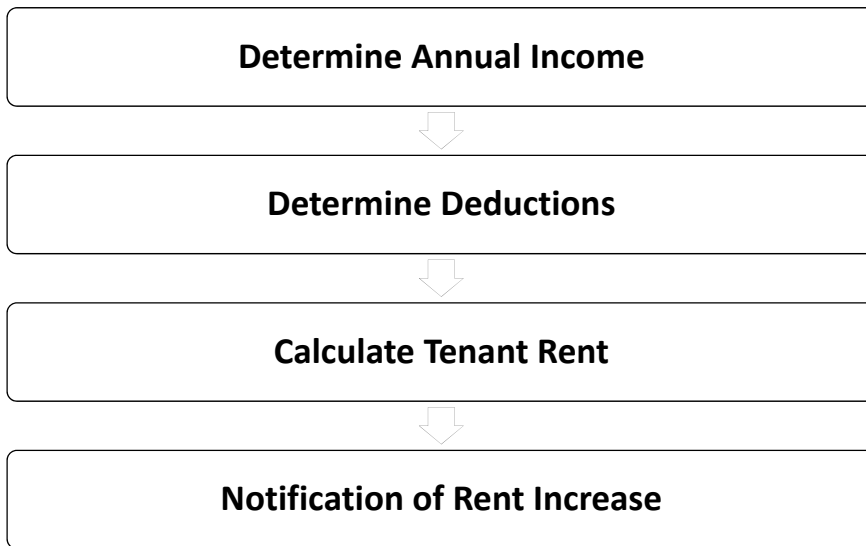 Determine Annual Income
Determine Deductions
Calculate Tenant Rent
Notification of Rent Increase